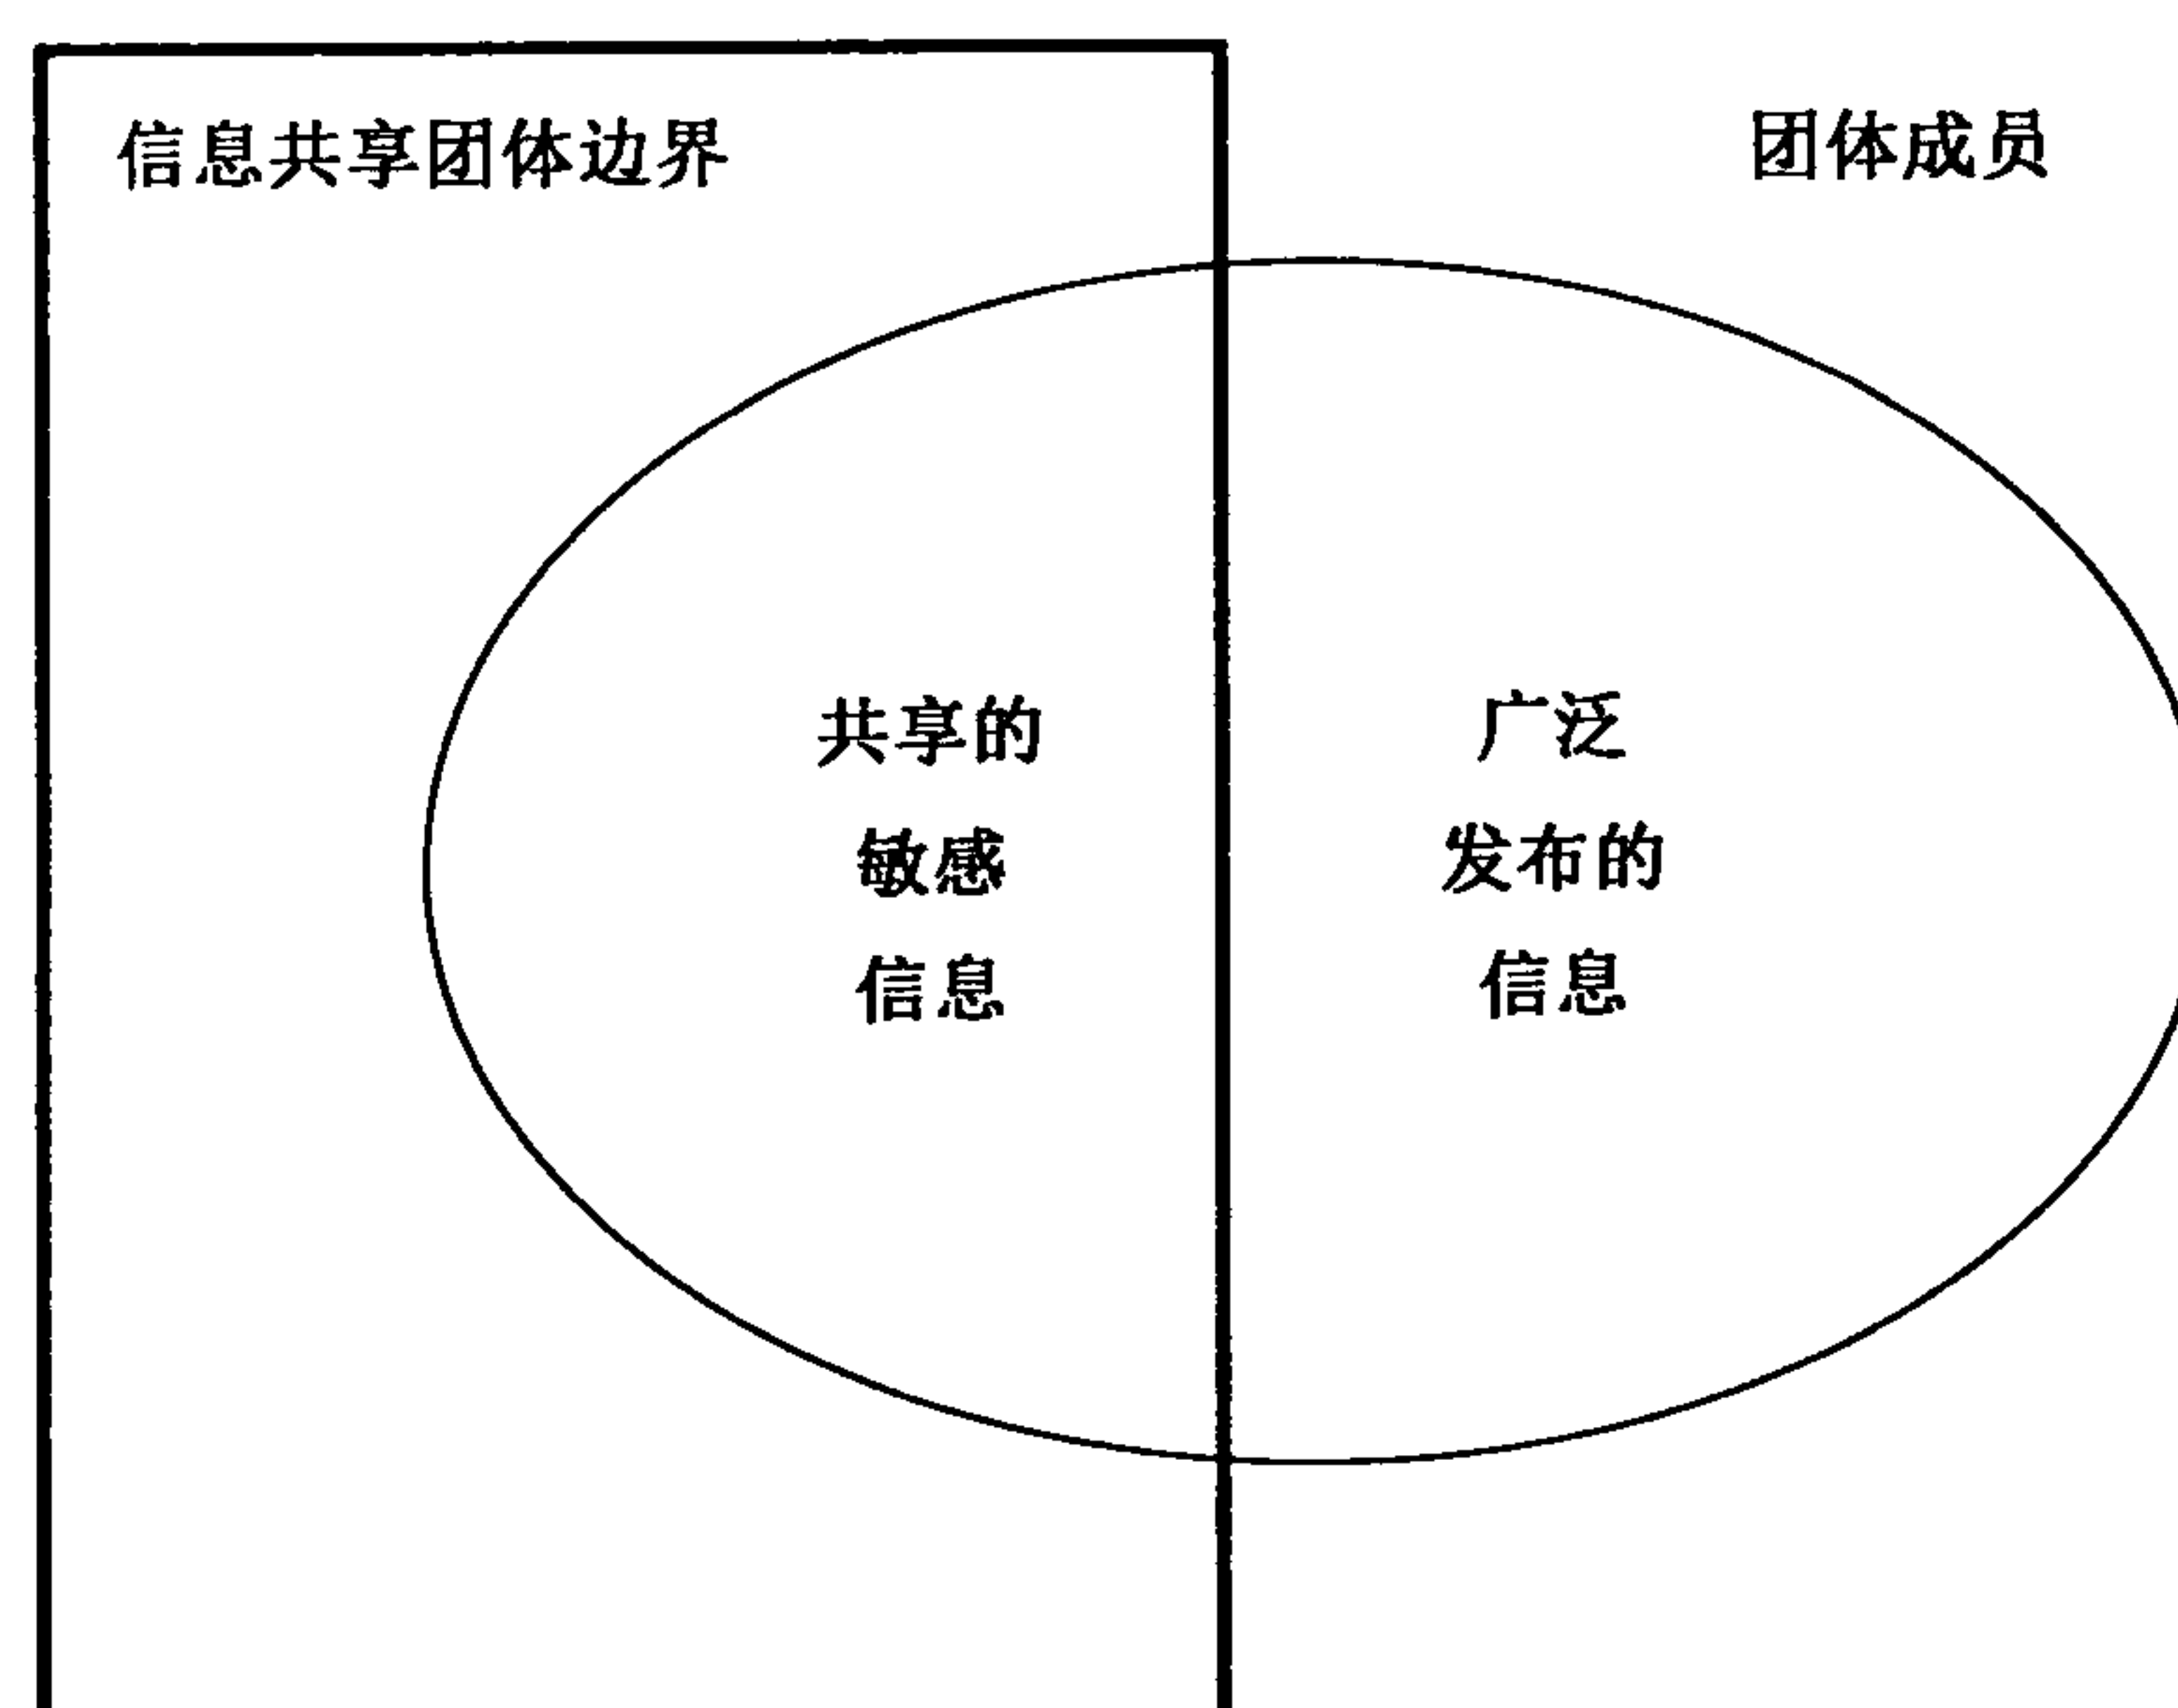 信息共享团体边界
团体成员
共享的
敏感
信息
广泛
发布的
信息